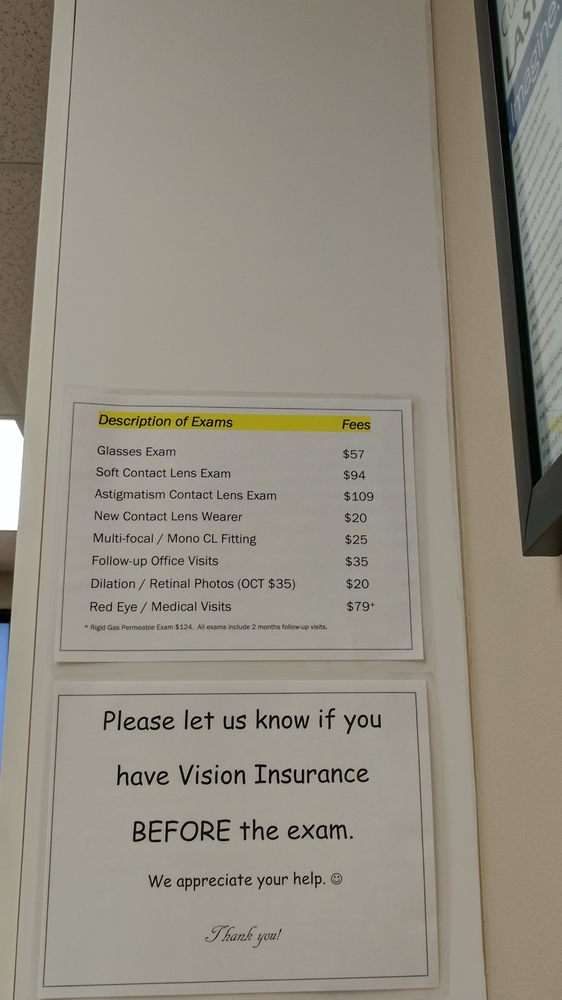 Description of Exams Fees
Glasses Exam $57
Soft Contact Lens Exam $94
Astigmatism Contact Lens Exam $109
New Contact Lens Wearer $20
Multi-focal / Mono CL Fitting $25
Follow-up Office Visits $35
Dilation / Retinal Photos (OCT $35) $20
Red Eye / Medical Visits $79+
* Rigid Gas Permeable Exam $124. All exams include 2 months follow-up visits.
Please let us know if you
have Vision Insurance
BEFORE the exam.
We appreciate your help. ☺
Thank you!
imagine